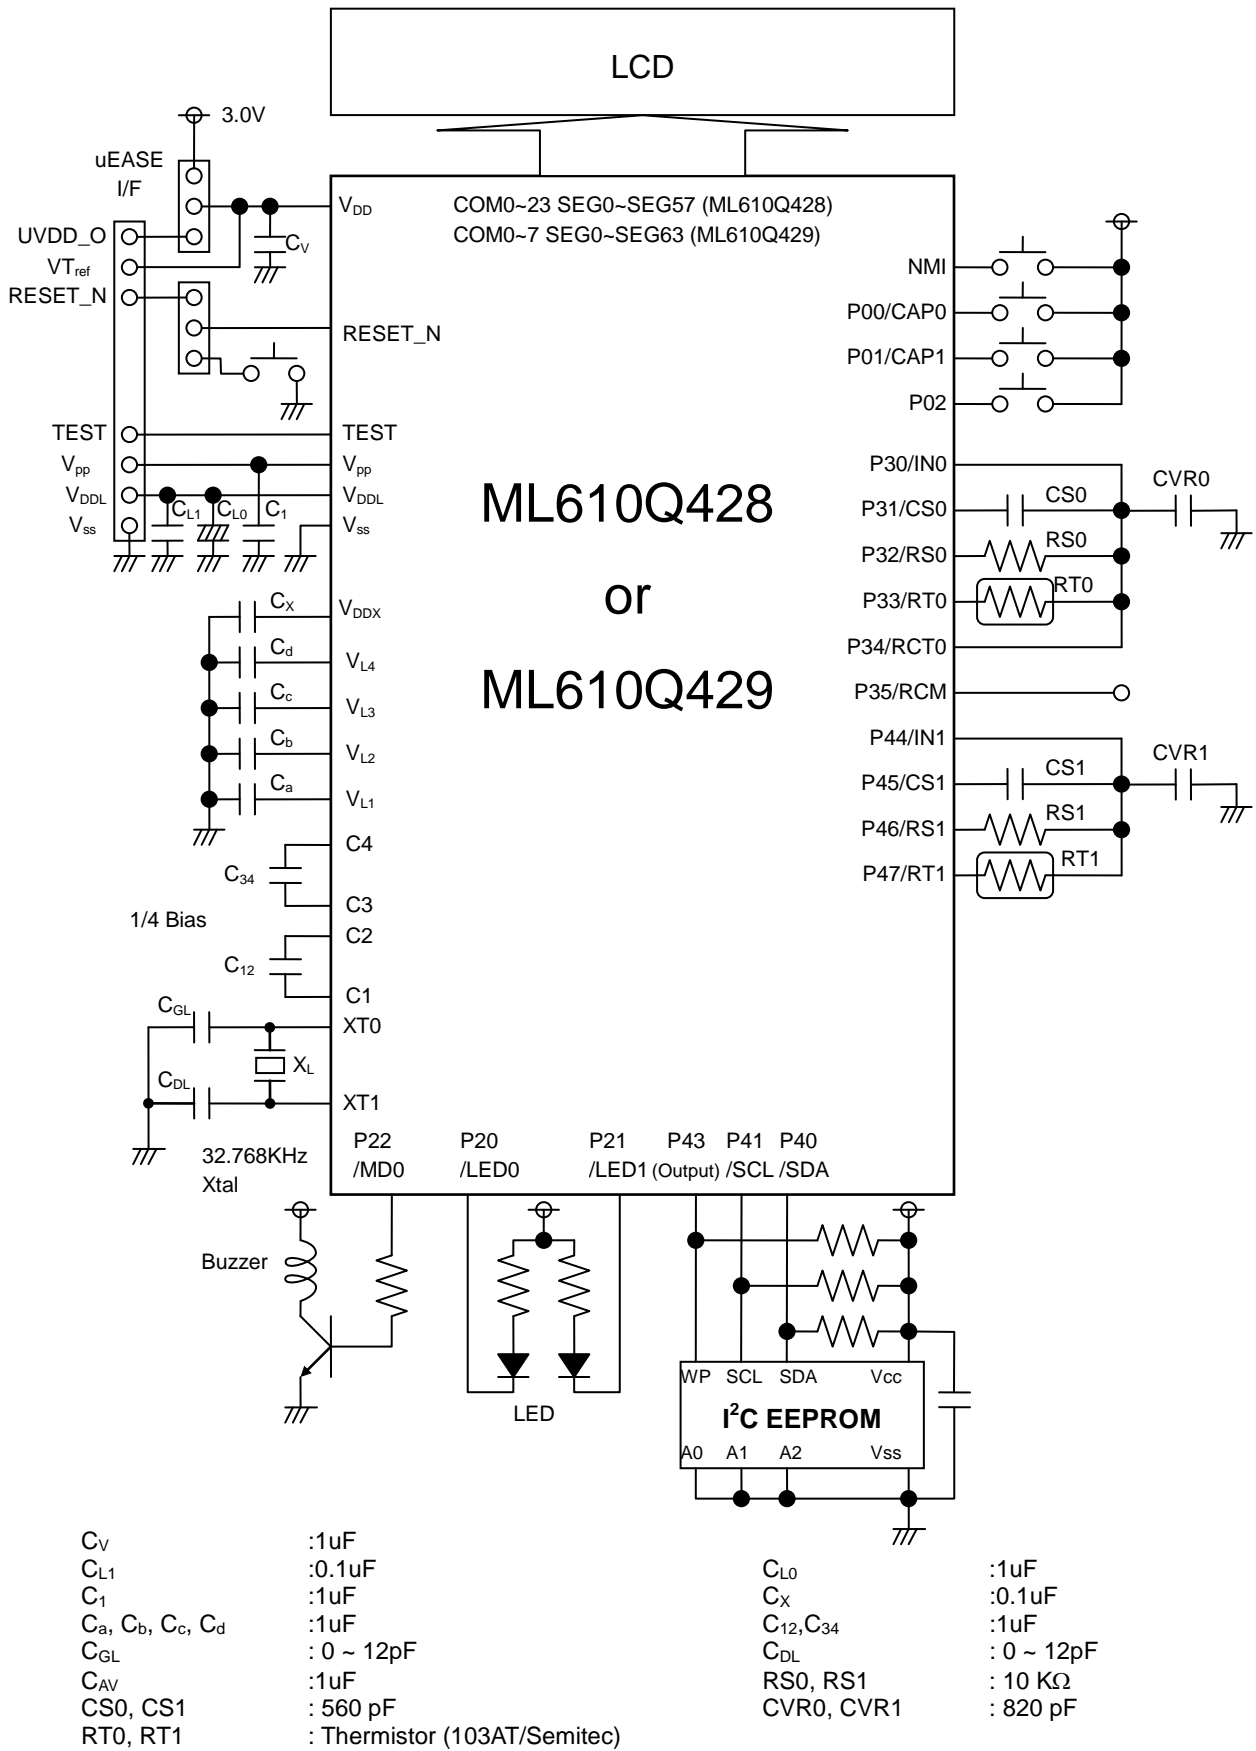 LCD
3.0V
uEASE
I/F
UVDD_O
VTref
RESET_N
TEST
Vpp
VDDL
Vss
CV
CL1
CL0
C1
VDD
RESET_N
TEST
Vpp
VDDL
Vss
COM0~23 SEG0~SEG57 (ML610Q428)
COM0~7 SEG0~SEG63 (ML610Q429)
NMI
P00/CAP0
P01/CAP1
P02
P30/IN0
P31/CS0
CS0
CVR0
P32/RS0
RS0
P33/RT0
RT0
P34/RCT0
P35/RCM
P44/IN1
P45/CS1
CS1
CVR1
P46/RS1
RS1
P47/RT1
RT1
ML610Q428
or
ML610Q429
CX
VDDX
Cd
VL4
Cc
VL3
Cb
VL2
Ca
VL1
C4
C34
C3
1/4 Bias
C2
C12
C1
CGL
XT0
XL
CDL
XT1
32.768KHz
Xtal
P22
/MD0
P20
/LED0
P21
/LED1
P43
(Output)
P41
/SCL
P40
/SDA
Buzzer
LED
WP SCL SDA Vcc
I²C EEPROM
A0 A1 A2 Vss
CV :1uF
CL1 :0.1uF
C1 :1uF
Ca, Cb, Cc, Cd :1uF
CGL : 0 ~ 12pF
CAV :1uF
CS0, CS1 : 560 pF
RT0, RT1 : Thermistor (103AT/Semitec)
CL0 :1uF
CX :0.1uF
C12,C34 :1uF
CDL : 0 ~ 12pF
RS0, RS1 : 10 KΩ
CVR0, CVR1 : 820 pF